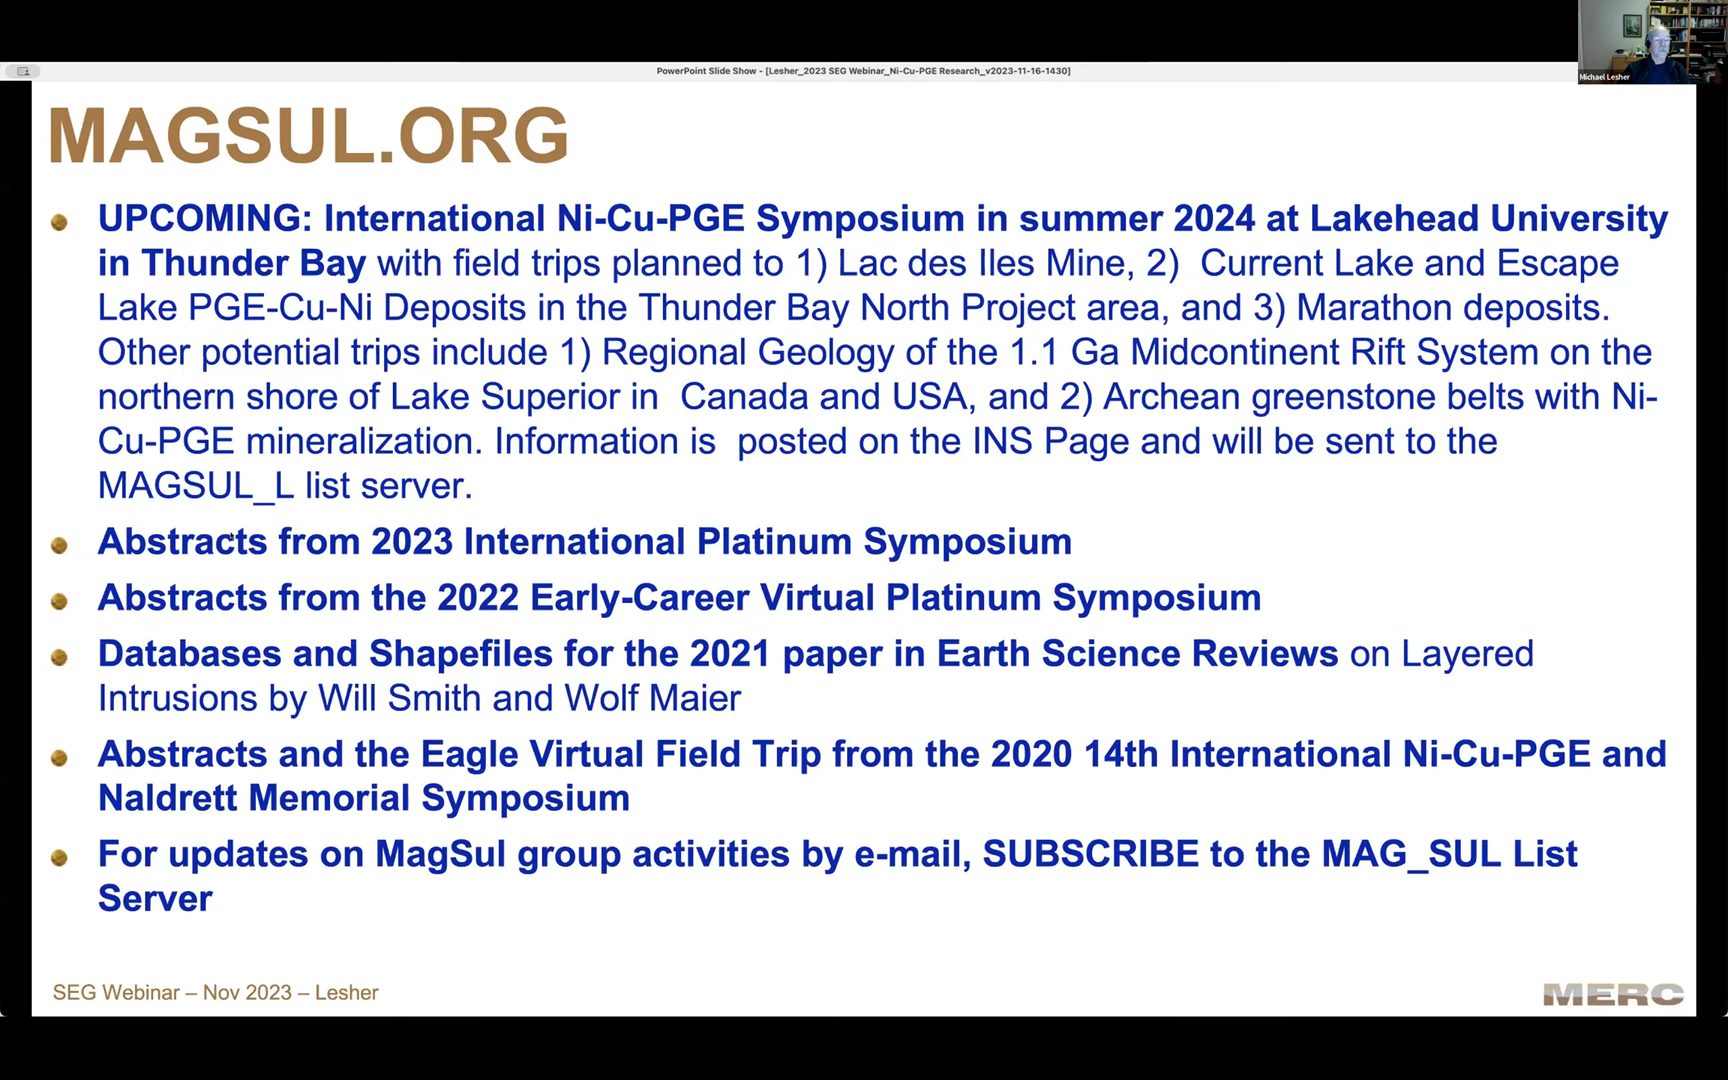 PowerPoint Slide Show - [Lesher_2023 SEG Webinar_Ni-Cu-PGE Research_v2023-11-16-1430]
Michael Lesher
MAGSUL.ORG
UPCOMING: International Ni-Cu-PGE Symposium in summer 2024 at Lakehead University
in Thunder Bay with field trips planned to 1) Lac des Iles Mine, 2) Current Lake and Escape
Lake PGE-Cu-Ni Deposits in the Thunder Bay North Project area, and 3) Marathon deposits.
Other potential trips include 1) Regional Geology of the 1.1 Ga Midcontinent Rift System on the
northern shore of Lake Superior in Canada and USA, and 2) Archean greenstone belts with Ni-
Cu-PGE mineralization. Information is posted on the INS Page and will be sent to the
MAGSUL_L list server.
Abstracts from 2023 International Platinum Symposium
Abstracts from the 2022 Early-Career Virtual Platinum Symposium
Databases and Shapefiles for the 2021 paper in Earth Science Reviews on Layered
Intrusions by Will Smith and Wolf Maier
Abstracts and the Eagle Virtual Field Trip from the 2020 14th International Ni-Cu-PGE and
Naldrett Memorial Symposium
For updates on MagSul group activities by e-mail, SUBSCRIBE to the MAG_SUL List
Server
SEG Webinar – Nov 2023 – Lesher
MERC